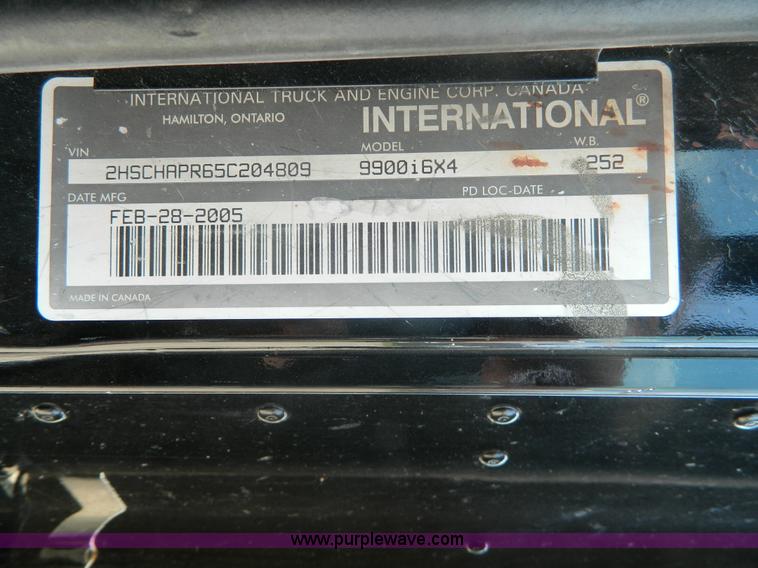 INTERNATIONAL TRUCK AND ENGINE CORP. CANADA
HAMILTON, ONTARIO
INTERNATIONAL®
VIN MODEL W.B.
2HSCHAPR65C204809 9900i6X4 252
DATE MFG PD LOC-DATE
FEB-28-2005
MADE IN CANADA
www.purplewave.com